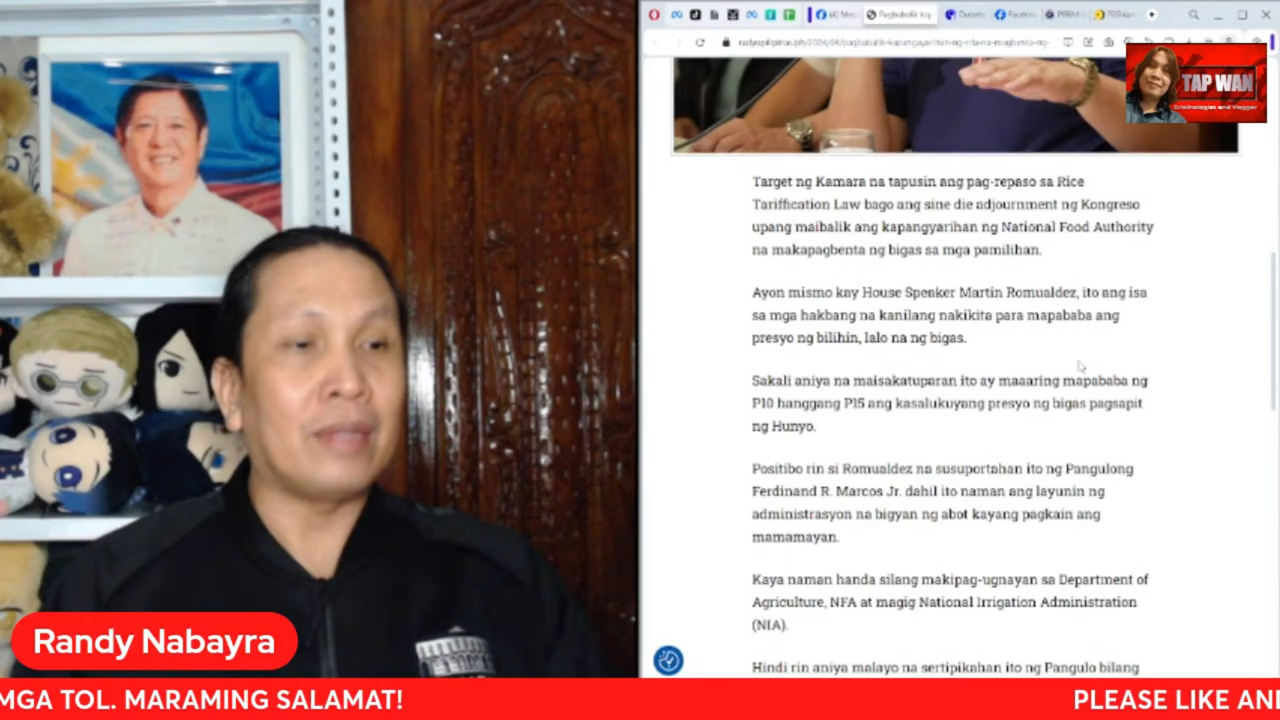 TAP WAN
Criminologist and Vlogger
Target ng Kamara na tapusin ang pag-repaso sa Rice
Tariffication Law bago ang sine die adjournment ng Kongreso
upang maibalik ang kapangyarihan ng National Food Authority
na makapagbenta ng bigas sa mga pamilihan.
Ayon mismo kay House Speaker Martin Romualdez, ito ang isa
sa mga hakbang na kanilang nakikita para mapababa ang
presyo ng bilihin, lalo na ng bigas.
Sakali aniya na maisakatuparan ito ay maaaring mapababa ng
P10 hanggang P15 ang kasalukuyang presyo ng bigas pagsapit
ng Hunyo.
Positibo rin si Romualdez na susuportahan ito ng Pangulong
Ferdinand R. Marcos Jr. dahil ito naman ang layunin ng
administrasyon na bigyan ng abot kayang pagkain ang
mamamayan.
Kaya naman handa silang makipag-ugnayan sa Department of
Agriculture, NFA at magig National Irrigation Administration
(NIA).
Hindi rin aniya malayo na sertipikahan ito ng Pangulo bilang
Randy Nabayra
MGA TOL. MARAMING SALAMAT!
PLEASE LIKE AN